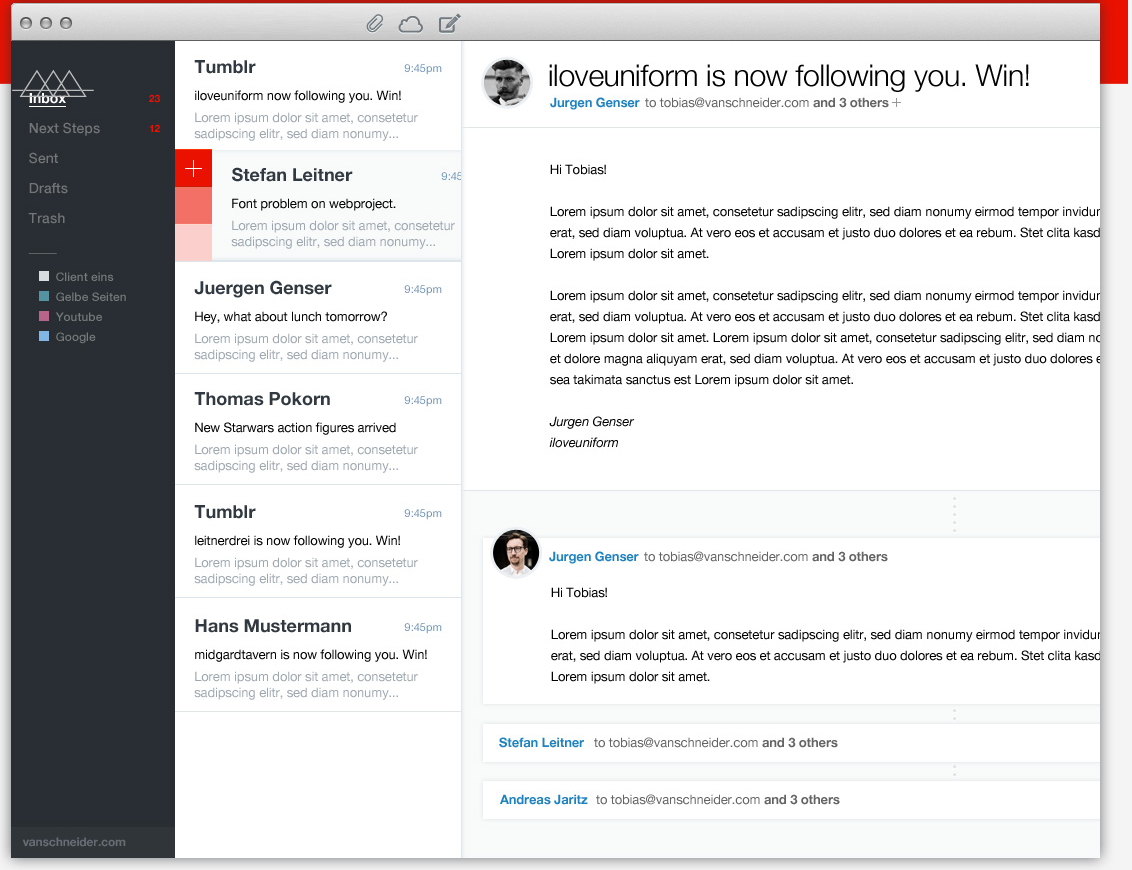 Inbox 23
Next Steps 12
Sent
Drafts
Trash
Client eins
Gelbe Seiten
Youtube
Google
vanschneider.com
Tumblr 9:45pm
iloveuniform now following you. Win!
Lorem ipsum dolor sit amet, consetetur
sadipscing elitr, sed diam nonumy...
Stefan Leitner 9:45
Font problem on webproject.
Lorem ipsum dolor sit amet, consetetur
sadipscing elitr, sed diam nonumy...
Juergen Genser 9:45pm
Hey, what about lunch tomorrow?
Lorem ipsum dolor sit amet, consetetur
sadipscing elitr, sed diam nonumy...
Thomas Pokorn 9:45pm
New Starwars action figures arrived
Lorem ipsum dolor sit amet, consetetur
sadipscing elitr, sed diam nonumy...
Tumblr 9:45pm
leitnerdrei is now following you. Win!
Lorem ipsum dolor sit amet, consetetur
sadipscing elitr, sed diam nonumy...
Hans Mustermann 9:45pm
midgardtavern is now following you. Win!
Lorem ipsum dolor sit amet, consetetur
sadipscing elitr, sed diam nonumy...
iloveuniform is now following you. Win!
Jurgen Genser to tobias@vanschneider.com and 3 others +
Hi Tobias!
Lorem ipsum dolor sit amet, consetetur sadipscing elitr, sed diam nonumy eirmod tempor invidur
erat, sed diam voluptua. At vero eos et accusam et justo duo dolores et ea rebum. Stet clita kasd
Lorem ipsum dolor sit amet.
Lorem ipsum dolor sit amet, consetetur sadipscing elitr, sed diam nonumy eirmod tempor invidur
erat, sed diam voluptua. At vero eos et accusam et justo duo dolores et ea rebum. Stet clita kasd
Lorem ipsum dolor sit amet. Lorem ipsum dolor sit amet, consetetur sadipscing elitr, sed diam no
et dolore magna aliquyam erat, sed diam voluptua. At vero eos et accusam et justo duo dolores e
sea takimata sanctus est Lorem ipsum dolor sit amet.
Jurgen Genser
iloveuniform
Jurgen Genser to tobias@vanschneider.com and 3 others
Hi Tobias!
Lorem ipsum dolor sit amet, consetetur sadipscing elitr, sed diam nonumy eirmod tempor invidur
erat, sed diam voluptua. At vero eos et accusam et justo duo dolores et ea rebum. Stet clita kasd
Lorem ipsum dolor sit amet.
Stefan Leitner to tobias@vanschneider.com and 3 others
Andreas Jaritz to tobias@vanschneider.com and 3 others